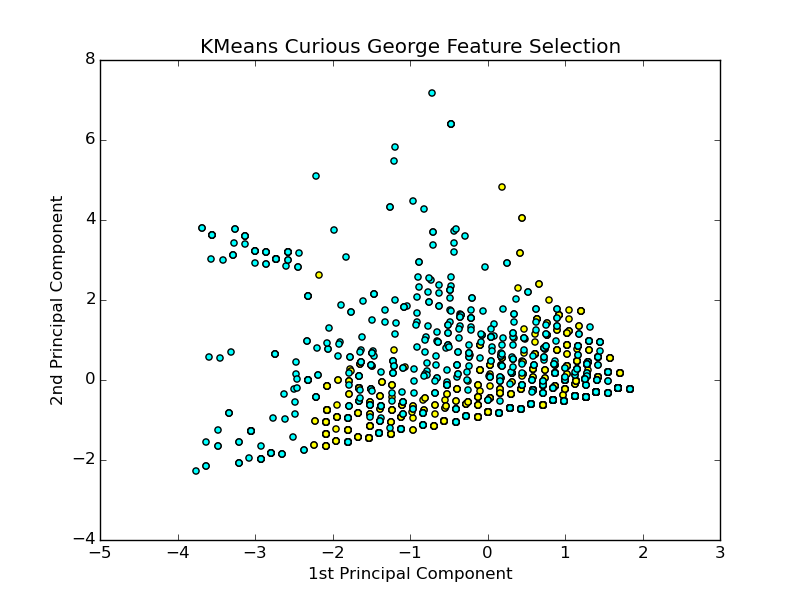 KMeans Curious George Feature Selection
8
6
4
2
0
−2
−4
2nd Principal Component
−5 −4 −3 −2 −1 0 1 2 3
1st Principal Component